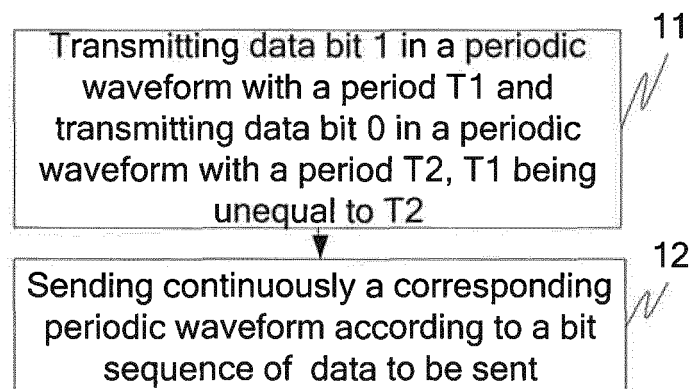 11
Transmitting data bit 1 in a periodic
waveform with a period T1 and
transmitting data bit 0 in a periodic
waveform with a period T2, T1 being
unequal to T2
12
Sending continuously a corresponding
periodic waveform according to a bit
sequence of data to be sent